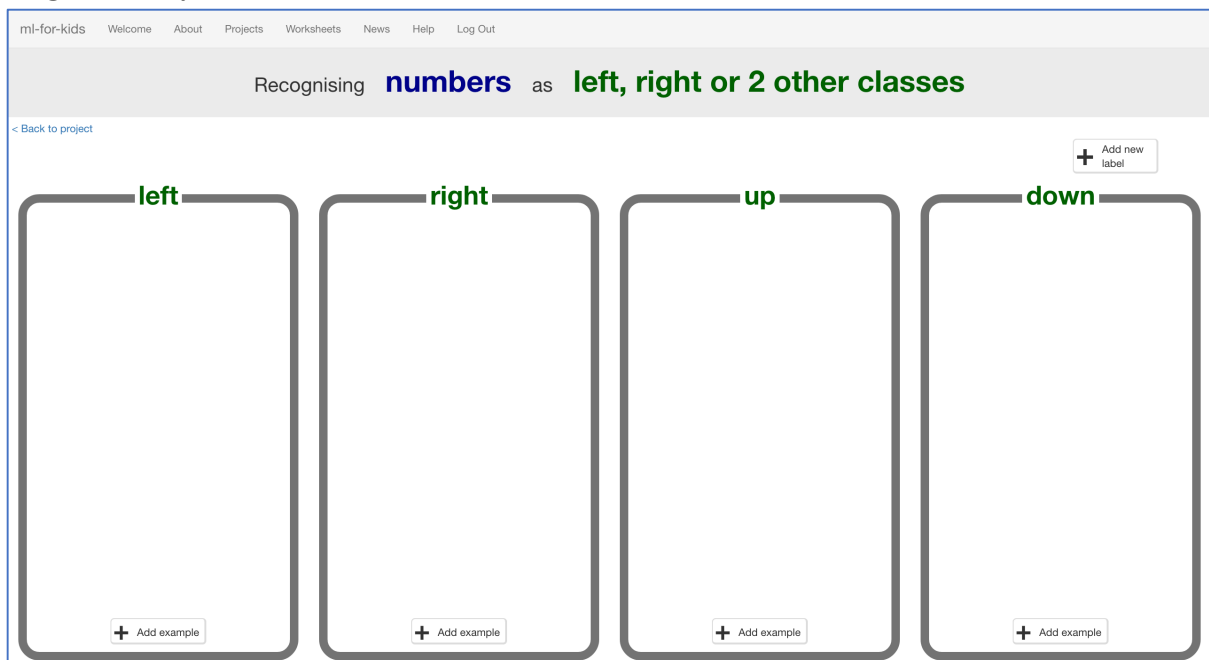 ml-for-kids Welcome About Projects Worksheets News Help Log Out
Recognising numbers as left, right or 2 other classes
< Back to project
Add new
label
left right up down
Add example Add example Add example Add example